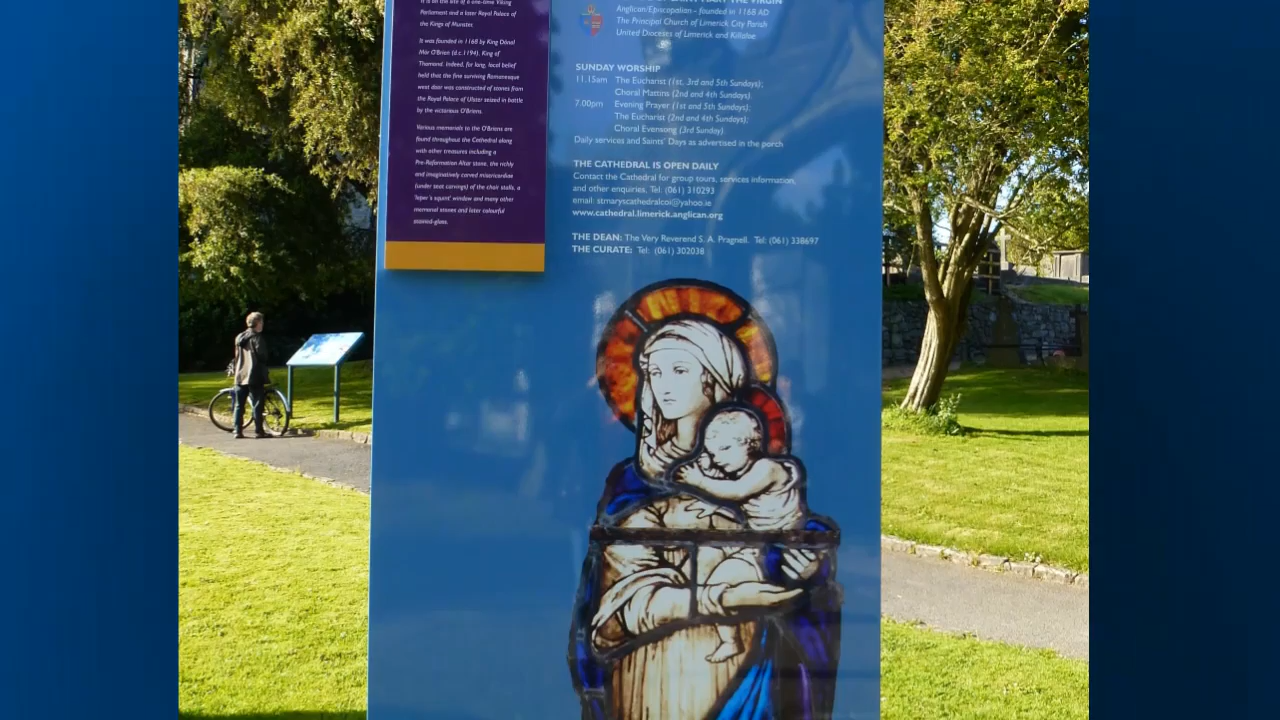 It is on the site of a one-time Viking
Parliament and a later Royal Palace of
the Kings of Munster.
It was founded in 1168 by King Dónal
Mór O'Brien (d.c.1194), King of
Thomond. Indeed, for long, local belief
held that the fine surviving Romanesque
west door was constructed of stones from
the Royal Palace of Ulster seized in battle
by the victorious O'Briens.
Various memorials to the O'Briens are
found throughout the Cathedral along
with other treasures including a
Pre-Reformation Altar stone, the richly
and imaginatively carved misericordiae
(under seat carvings) of the choir stalls, a
'leper's squint' window and many other
memorial stones and later colourful
stained-glass.
MARY THE VIRGIN
Anglican/Episcopalian – founded in 1168 AD
The Principal Church of Limerick City Parish
United Dioceses of Limerick and Killaloe
SUNDAY WORSHIP
11.15am The Eucharist (1st, 3rd and 5th Sundays);
Choral Mattins (2nd and 4th Sundays).
7.00pm Evening Prayer (1st and 5th Sundays);
The Eucharist (2nd and 4th Sundays);
Choral Evensong (3rd Sunday).
Daily services and Saints' Days as advertised in the porch
THE CATHEDRAL IS OPEN DAILY
Contact the Cathedral for group tours, services information,
and other enquiries. Tel: (061) 310293
email: stmaryscathedralcoi@yahoo.ie
www.cathedral.limerick.anglican.org
THE DEAN: The Very Reverend S. A. Pragnell. Tel: (061) 338697
THE CURATE: Tel: (061) 302038